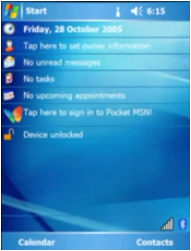 Start 6:15
Friday, 28 October 2005
Tap here to set owner information
No unread messages
No tasks
No upcoming appointments
Tap here to sign in to Pocket MSN!
Device unlocked
Calendar Contacts